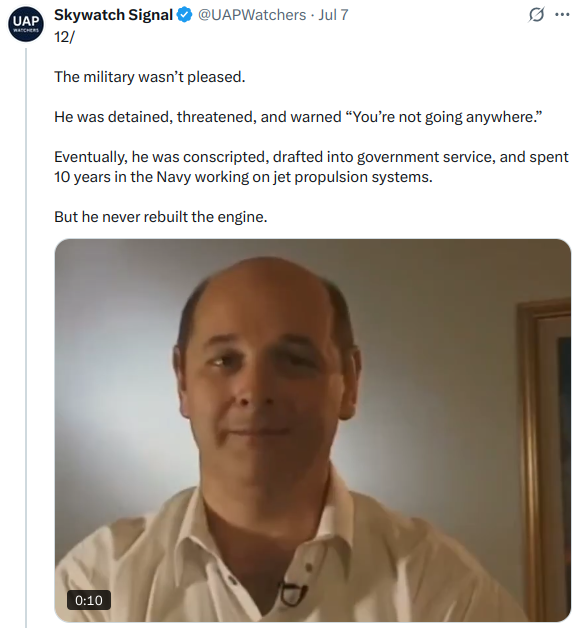 UAP
WATCHERS
Skywatch Signal @UAPWatchers · Jul 7
12/
The military wasn’t pleased.
He was detained, threatened, and warned “You’re not going anywhere.”
Eventually, he was conscripted, drafted into government service, and spent
10 years in the Navy working on jet propulsion systems.
But he never rebuilt the engine.
0:10